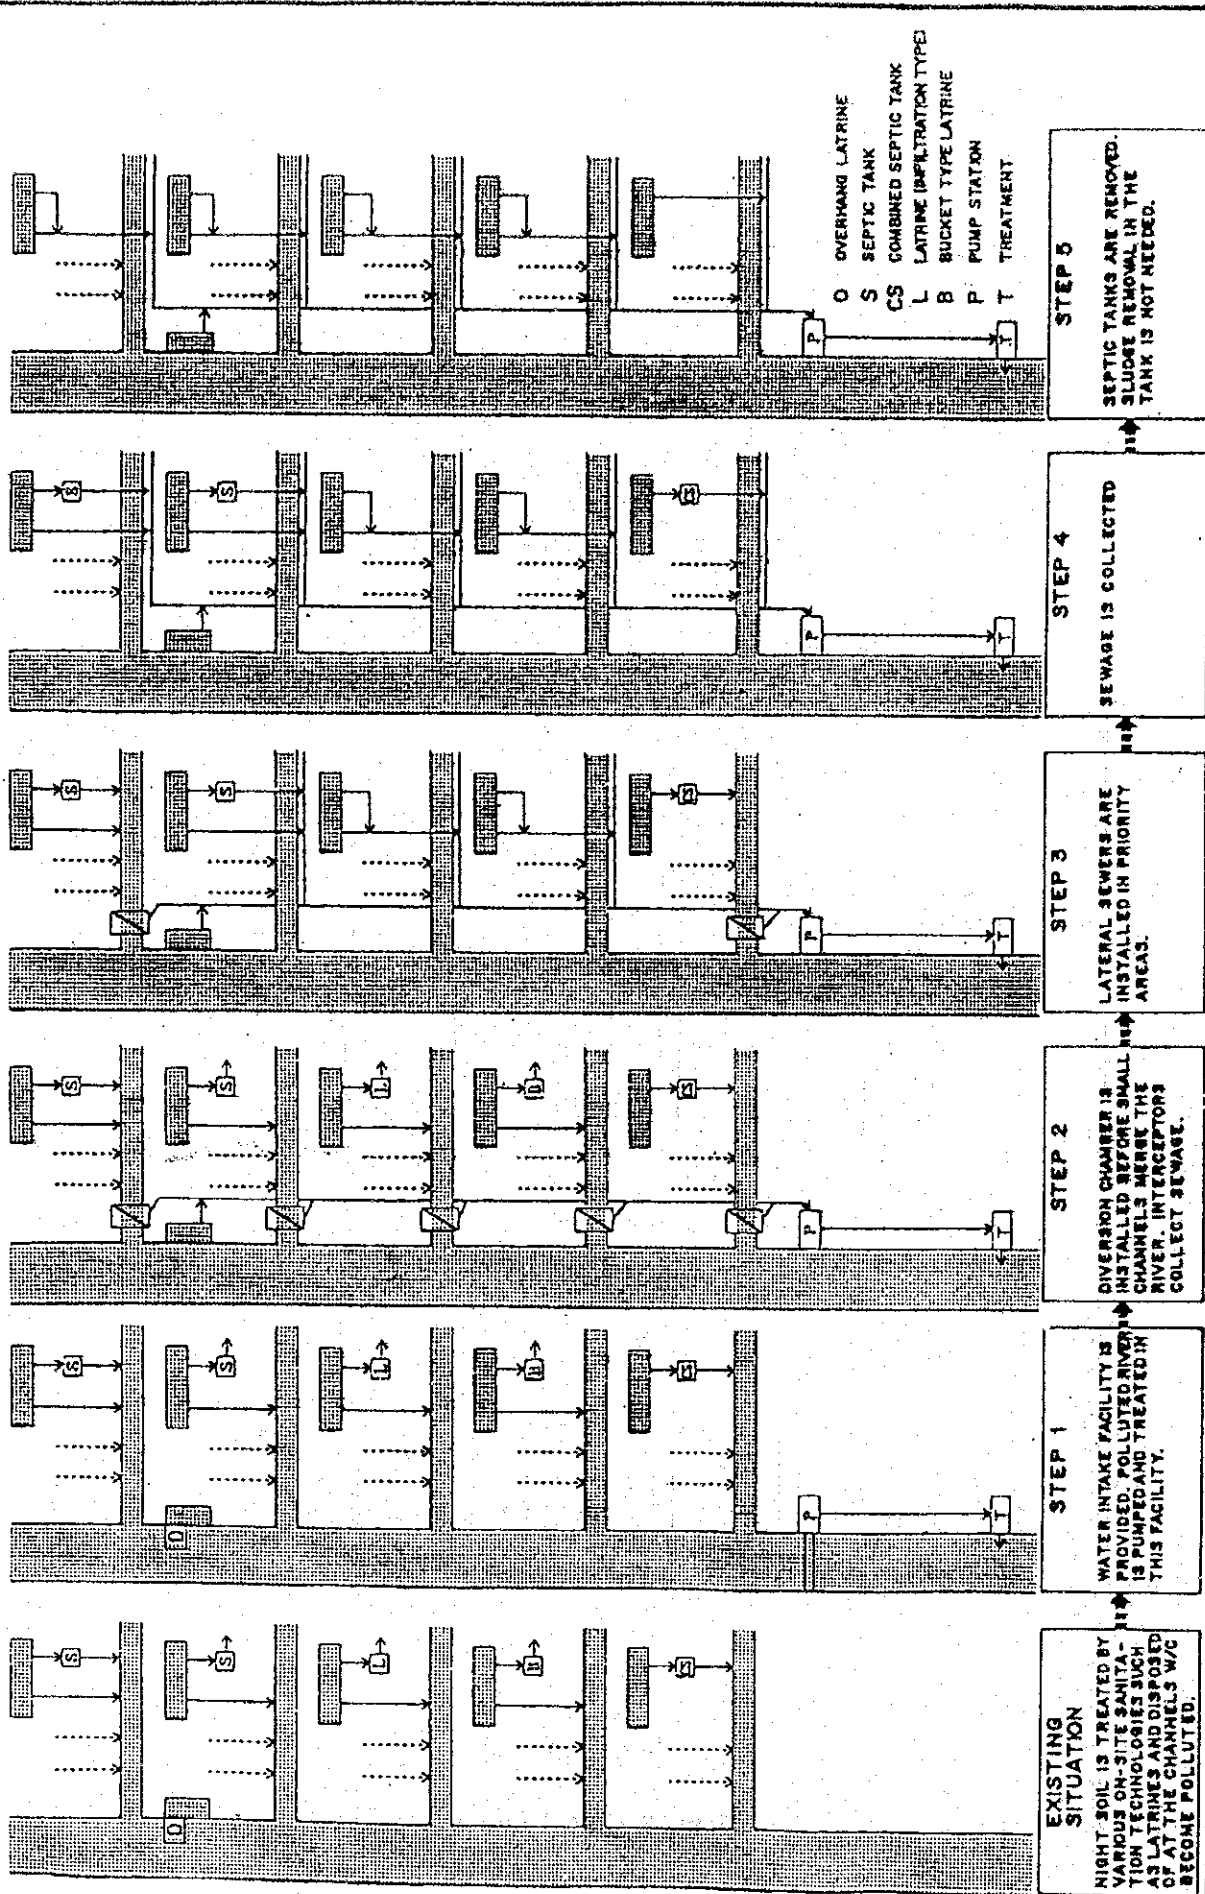 EXISTING
SITUATION
NIGHT SOIL IS TREATED BY
VARIOUS ON-SITE SANITA-
TION TECHNOLOGIES SUCH
AS LATRINES AND DISPOSED
OF AT THE CHANNELS W/C
BECOME POLLUTED.
STEP 1
WATER INTAKE FACILITY IS
PROVIDED. POLLUTED RIVER
IS PUMPED AND TREATED IN
THIS FACILITY.
STEP 2
DIVERSION CHAMBER IS
INSTALLED BEFORE SMALL
CHANNELS MERGE THE
RIVER. INTERCEPTORS
COLLECT SEWAGE.
STEP 3
LATERAL SEWERS ARE
INSTALLED IN PRIORITY
AREAS.
STEP 4
SEWAGE IS COLLECTED
STEP 5
SEPTIC TANKS ARE REMOVED.
SLUDGE REMOVAL IN THE
TANK IS NOT NEEDED.
O OVERHANG LATRINE
S SEPTIC TANK
CS COMBINED SEPTIC TANK
L LATRINE (INFILTRATION TYPE)
B BUCKET TYPE LATRINE
P PUMP STATION
T TREATMENT
S
S
L
B
CS
O
S
S
L
B
CS
O
P
T
S
S
L
CS
P
T
S
S
CS
P
T
S
S
CS
P
T
P
T